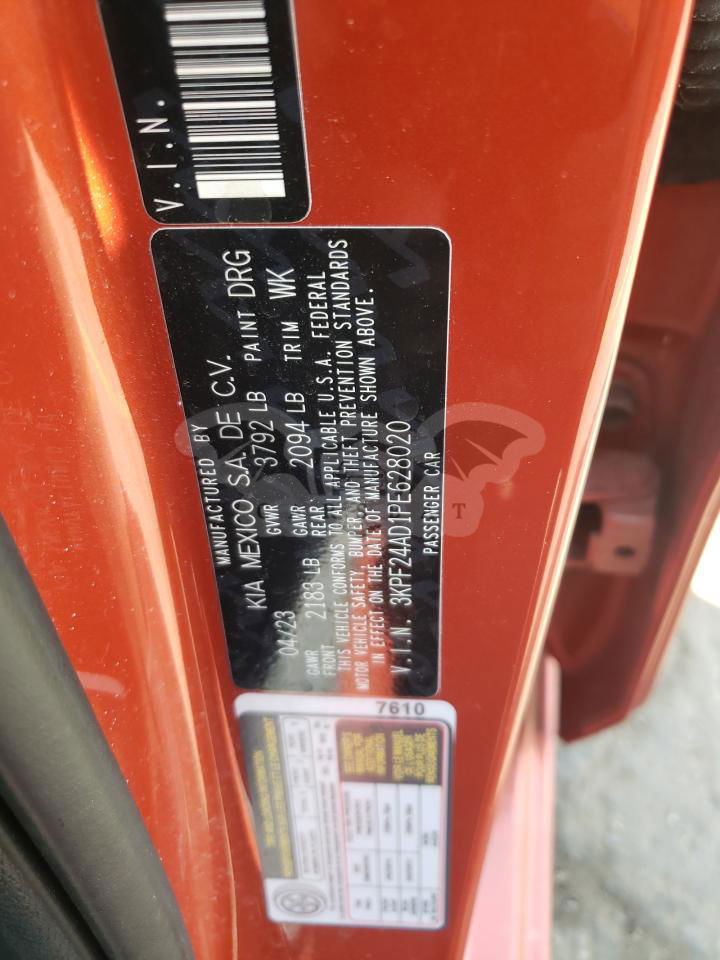 V.I.N.
MANUFACTURED BY
KIA MEXICO S.A. DE C.V.
04/23 GVWR 3792 LB PAINT DRG
GAWR FRONT 2183 LB GAWR REAR 2094 LB TRIM WK
THIS VEHICLE CONFORMS TO ALL APPLICABLE U.S.A. FEDERAL
MOTOR VEHICLE SAFETY, BUMPER, AND THEFT PREVENTION STANDARDS
IN EFFECT ON THE DATE OF MANUFACTURE SHOWN ABOVE.
V.I.N. 3KPF24AD1PE628020
PASSENGER CAR
7610